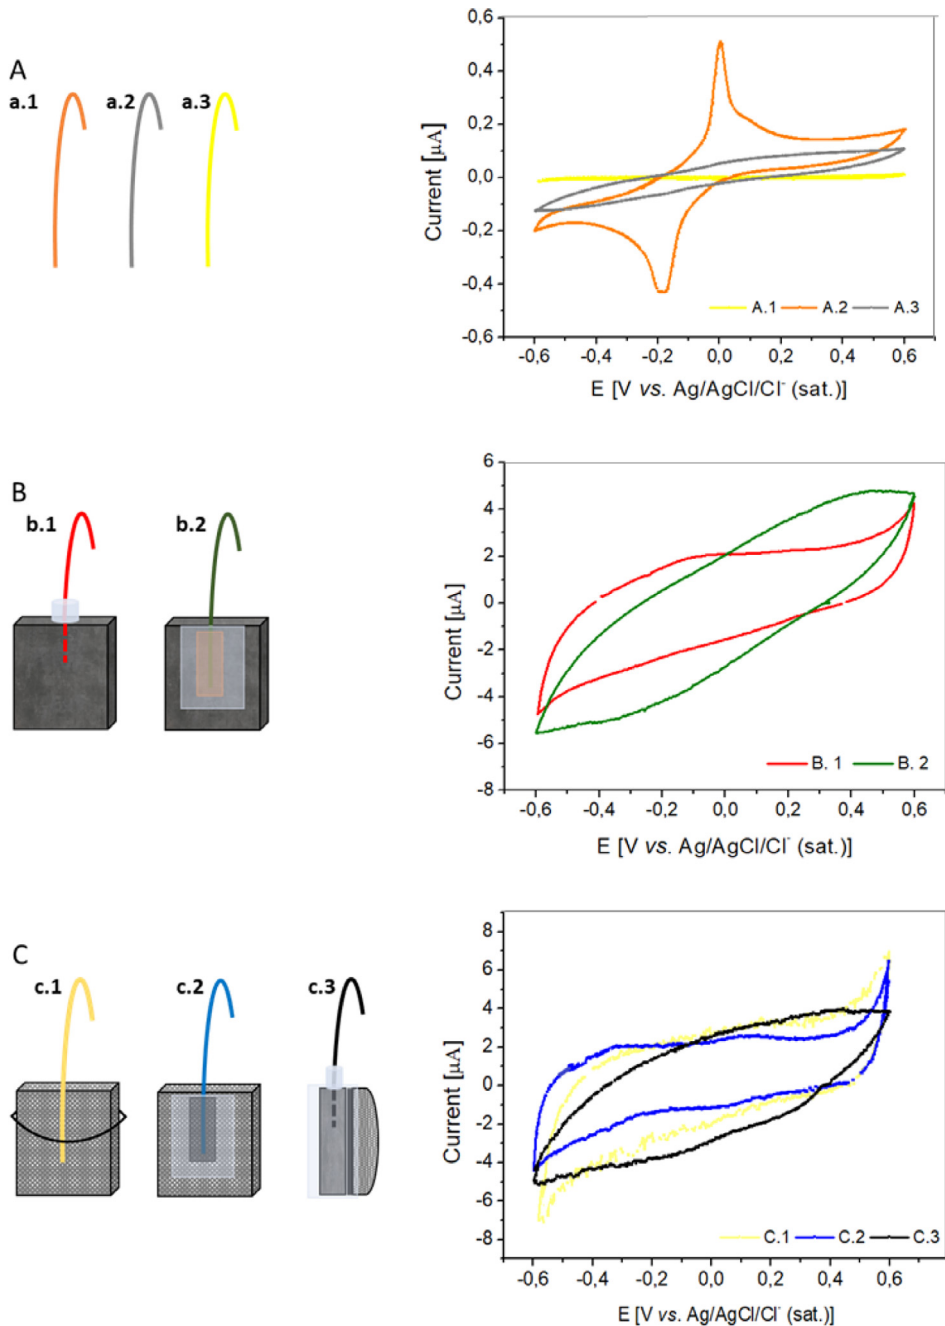 A
a.1 a.2 a.3
0,6
0,4
0,2
0,0
-0,2
-0,4
-0,6
Current [µA]
A.1 A.2 A.3
-0,6 -0,4 -0,2 0,0 0,2 0,4 0,6
E [V vs. Ag/AgCl/Cl⁻ (sat.)]
B
b.1 b.2
6
4
2
0
-2
-4
-6
-8
Current [µA]
B. 1 B. 2
-0,6 -0,4 -0,2 0,0 0,2 0,4 0,6
E [V vs. Ag/AgCl/Cl⁻ (sat.)]
C
c.1 c.2 c.3
8
6
4
2
0
-2
-4
-6
-8
Current [µA]
C.1 C.2 C.3
-0,6 -0,4 -0,2 0,0 0,2 0,4 0,6
E [V vs. Ag/AgCl/Cl⁻ (sat.)]